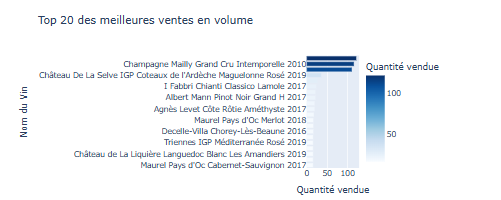 Top 20 des meilleures ventes en volume
Nom du Vin
Champagne Mailly Grand Cru Intemporelle 2010
Château De La Selve IGP Coteaux de l'Ardèche Maguelonne Rosé 2019
I Fabbri Chianti Classico Lamole 2017
Albert Mann Pinot Noir Grand H 2017
Agnès Levet Côte Rôtie Améthyste 2017
Maurel Pays d'Oc Merlot 2018
Decelle-Villa Chorey-Lès-Beaune 2016
Triennes IGP Méditerranée Rosé 2019
Château de La Liquière Languedoc Blanc Les Amandiers 2019
Maurel Pays d'Oc Cabernet-Sauvignon 2017
0 50 100
Quantité vendue
Quantité vendue
100
50